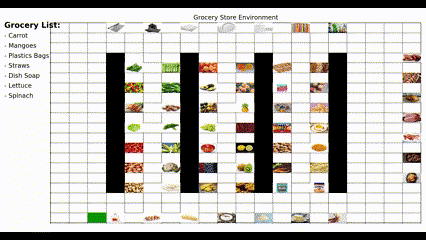 Grocery Store Environment
Grocery List:
- Carrot
- Mangoes
- Plastics Bags
- Straws
- Dish Soap
- Lettuce
- Spinach